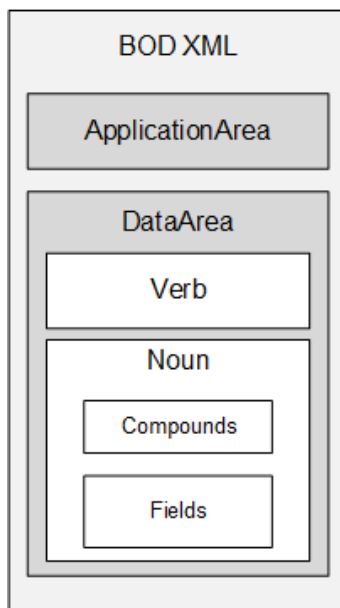 BOD XML
ApplicationArea
DataArea
Verb
Noun
Compounds
Fields